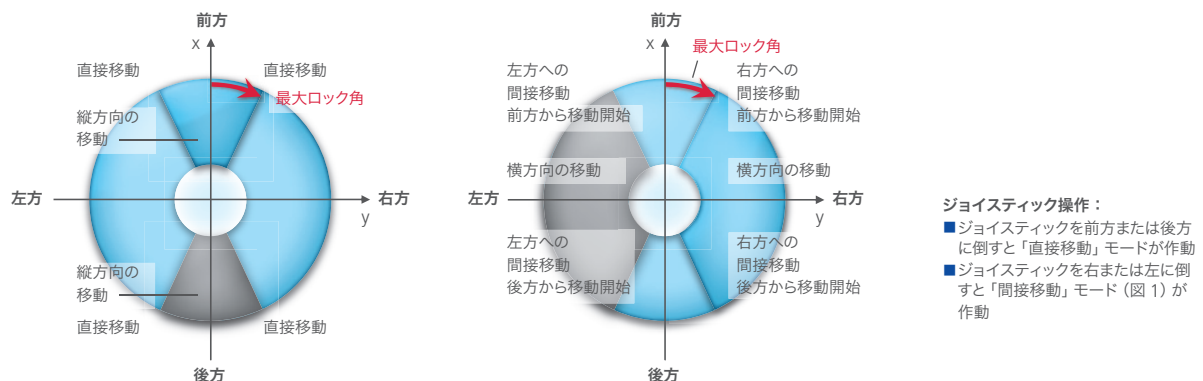 前方
x
直接移動
直接移動
最大ロック角
縦方向の
移動
左方
右方
y
縦方向の
移動
直接移動
直接移動
後方
前方
x
最大ロック角
左方への
間接移動
前方から移動開始
右方への
間接移動
前方から移動開始
横方向の移動
横方向の移動
左方
右方
y
左方への
間接移動
後方から移動開始
右方への
間接移動
後方から移動開始
後方
ジョイスティック操作：
■ジョイスティックを前方または後方
に倒すと「直接移動」モードが作動
■ジョイスティックを右または左に倒
すと「間接移動」モード（図 1）が
作動